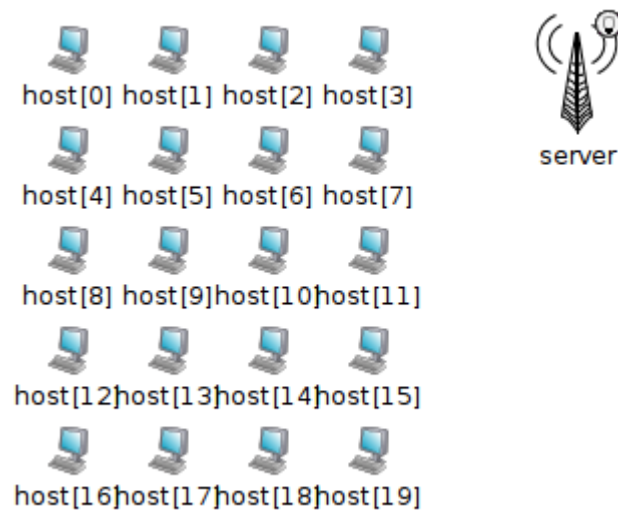 host[0] host[1] host[2] host[3]
server
host[4] host[5] host[6] host[7]
host[8] host[9] host[10] host[11]
host[12] host[13] host[14] host[15]
host[16] host[17] host[18] host[19]